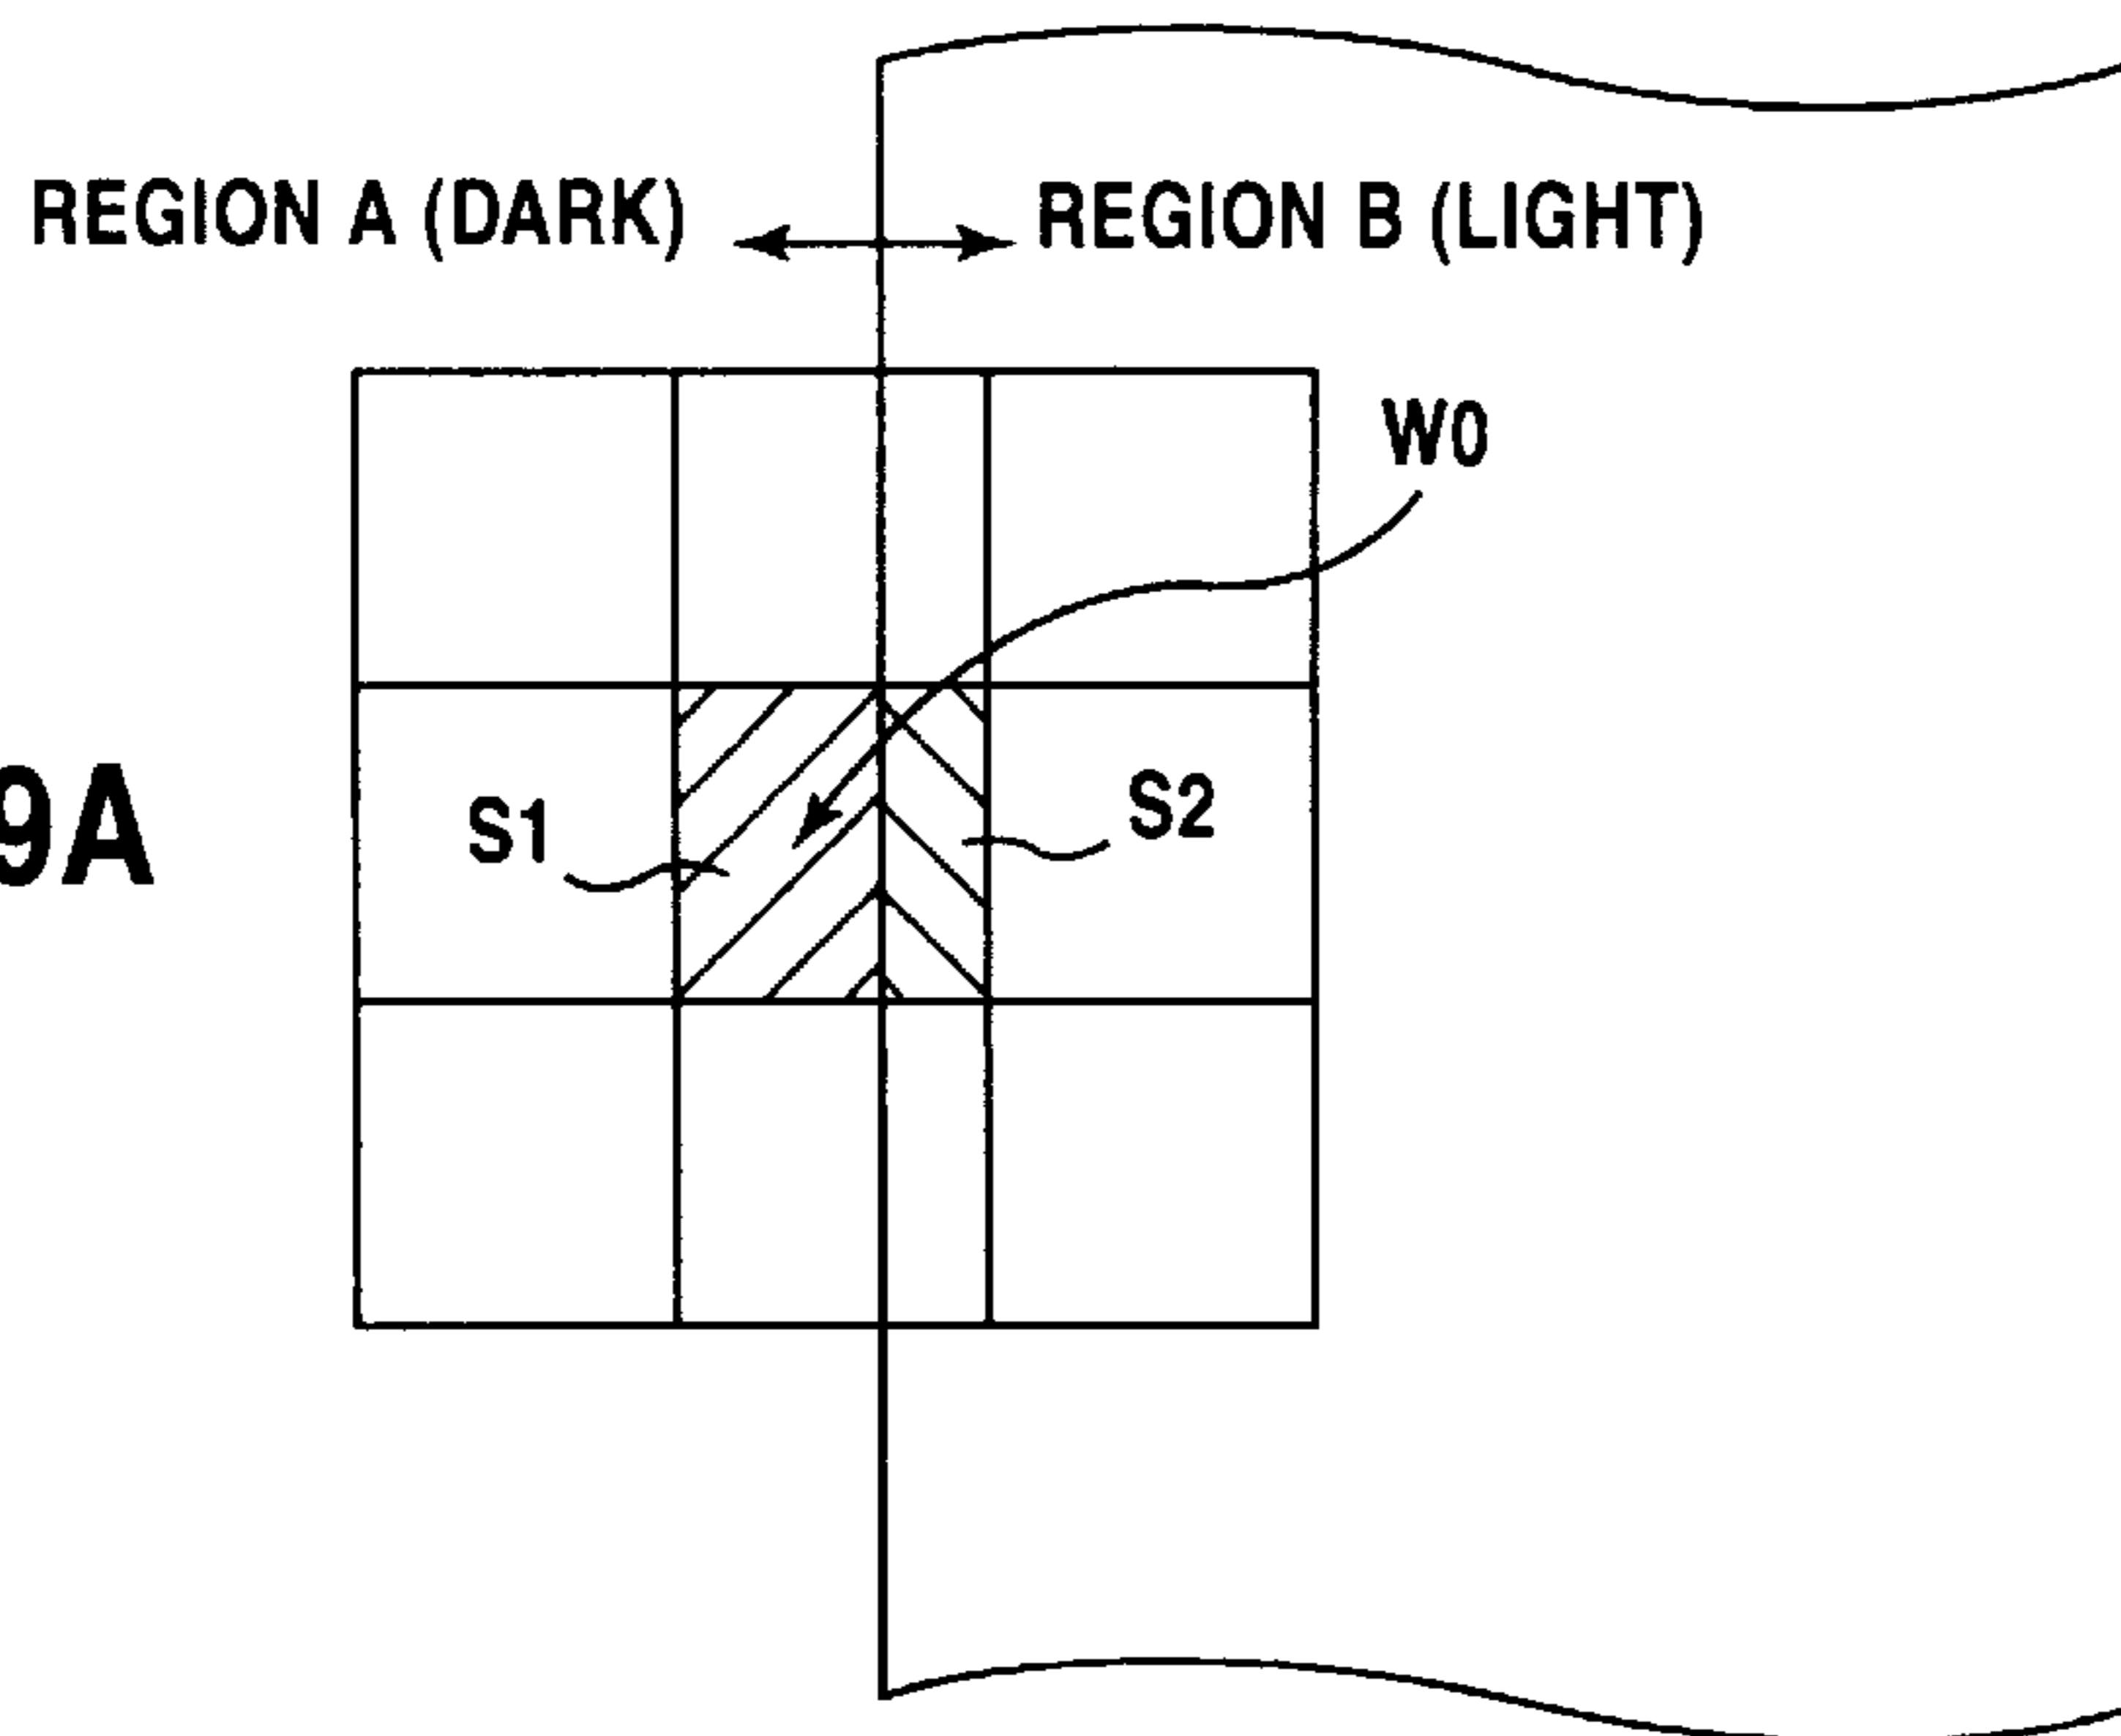 REGION A (DARK) REGION B (LIGHT)
W0
S1 S2
9A